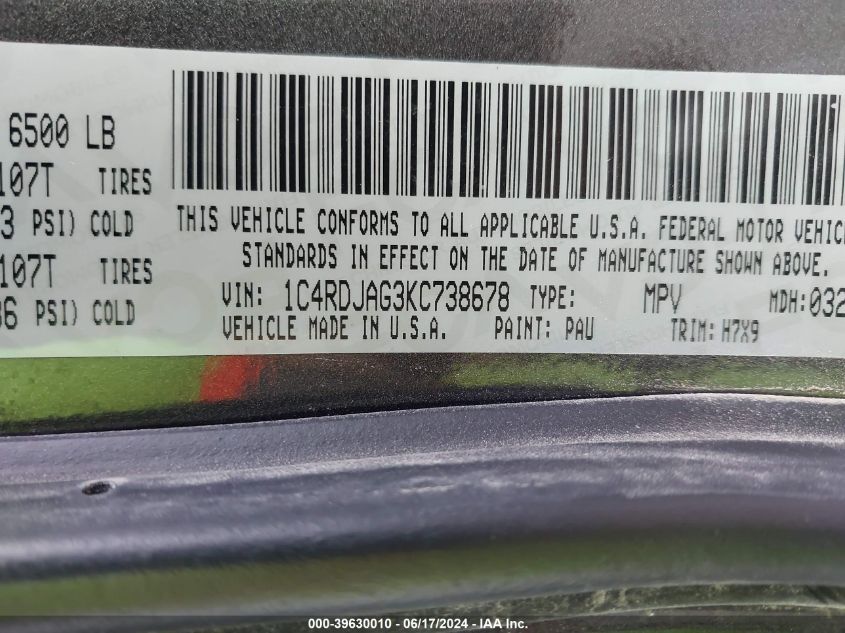 6500 LB
107T TIRES
3 PSI) COLD
107T TIRES
36 PSI) COLD
THIS VEHICLE CONFORMS TO ALL APPLICABLE U.S.A. FEDERAL MOTOR VEHIC
STANDARDS IN EFFECT ON THE DATE OF MANUFACTURE SHOWN ABOVE.
VIN: 1C4RDJAG3KC738678 TYPE: MPV MDH: 032
VEHICLE MADE IN U.S.A. PAINT: PAU TRIM: H7X9
000-39630010 | 06/17/2024 - IAA Inc.